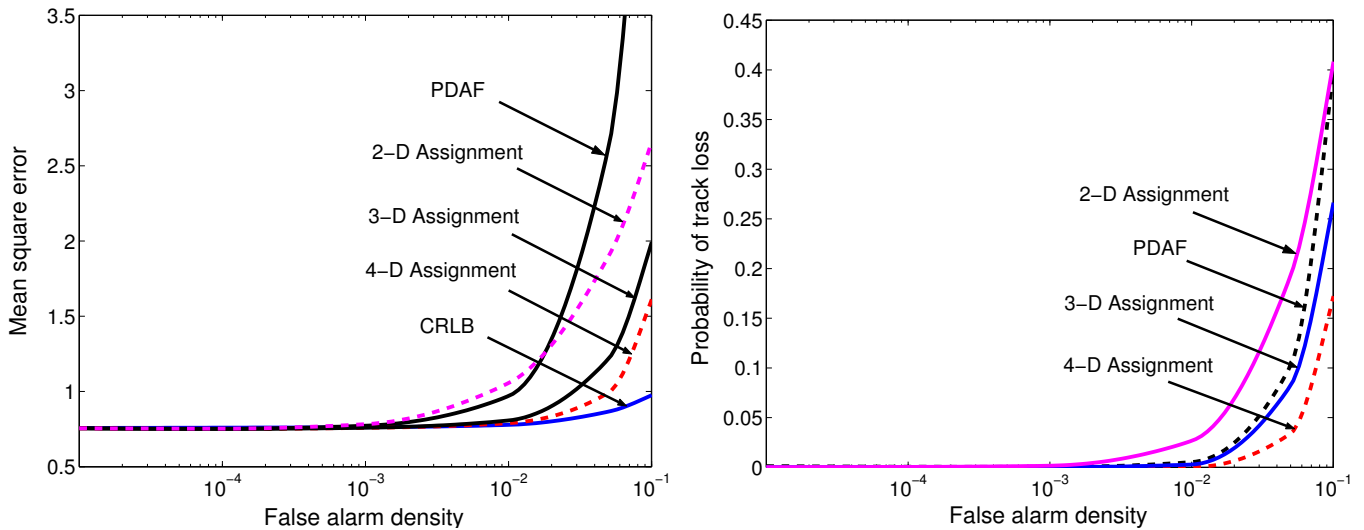 3.5
3
2.5
2
1.5
1
0.5
Mean square error
PDAF
2−D Assignment
3−D Assignment
4−D Assignment
CRLB
10−4
10−3
10−2
10−1
False alarm density
0.45
0.4
0.35
0.3
0.25
0.2
0.15
0.1
0.05
0
Probability of track loss
2−D Assignment
PDAF
3−D Assignment
4−D Assignment
10−4
10−3
10−2
10−1
False alarm density